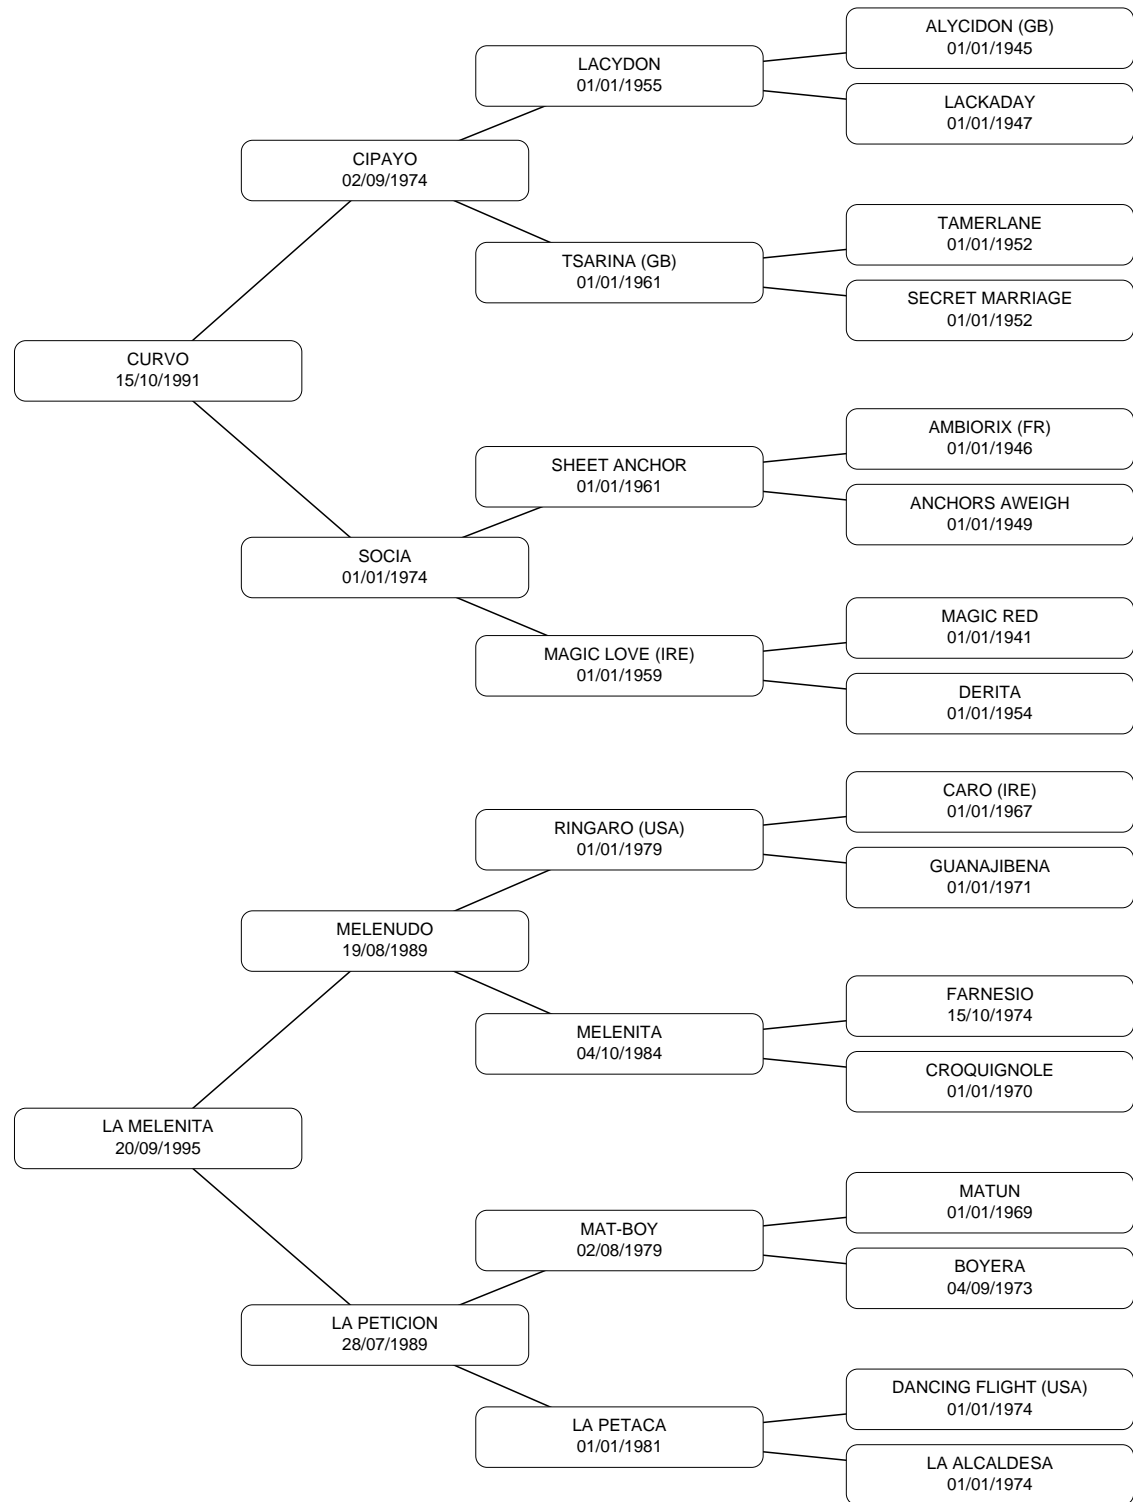 ALYCIDON (GB)
01/01/1945
LACYDON
01/01/1955
LACKADAY
01/01/1947
CIPAYO
02/09/1974
TAMERLANE
01/01/1952
TSARINA (GB)
01/01/1961
SECRET MARRIAGE
01/01/1952
CURVO
15/10/1991
AMBIORIX (FR)
01/01/1946
SHEET ANCHOR
01/01/1961
ANCHORS AWEIGH
01/01/1949
SOCIA
01/01/1974
MAGIC RED
01/01/1941
MAGIC LOVE (IRE)
01/01/1959
DERITA
01/01/1954
CARO (IRE)
01/01/1967
RINGARO (USA)
01/01/1979
GUANAJIBENA
01/01/1971
MELENUDO
19/08/1989
FARNESIO
15/10/1974
MELENITA
04/10/1984
CROQUIGNOLE
01/01/1970
LA MELENITA
20/09/1995
MATUN
01/01/1969
MAT-BOY
02/08/1979
BOYERA
04/09/1973
LA PETICION
28/07/1989
DANCING FLIGHT (USA)
01/01/1974
LA PETACA
01/01/1981
LA ALCALDESA
01/01/1974